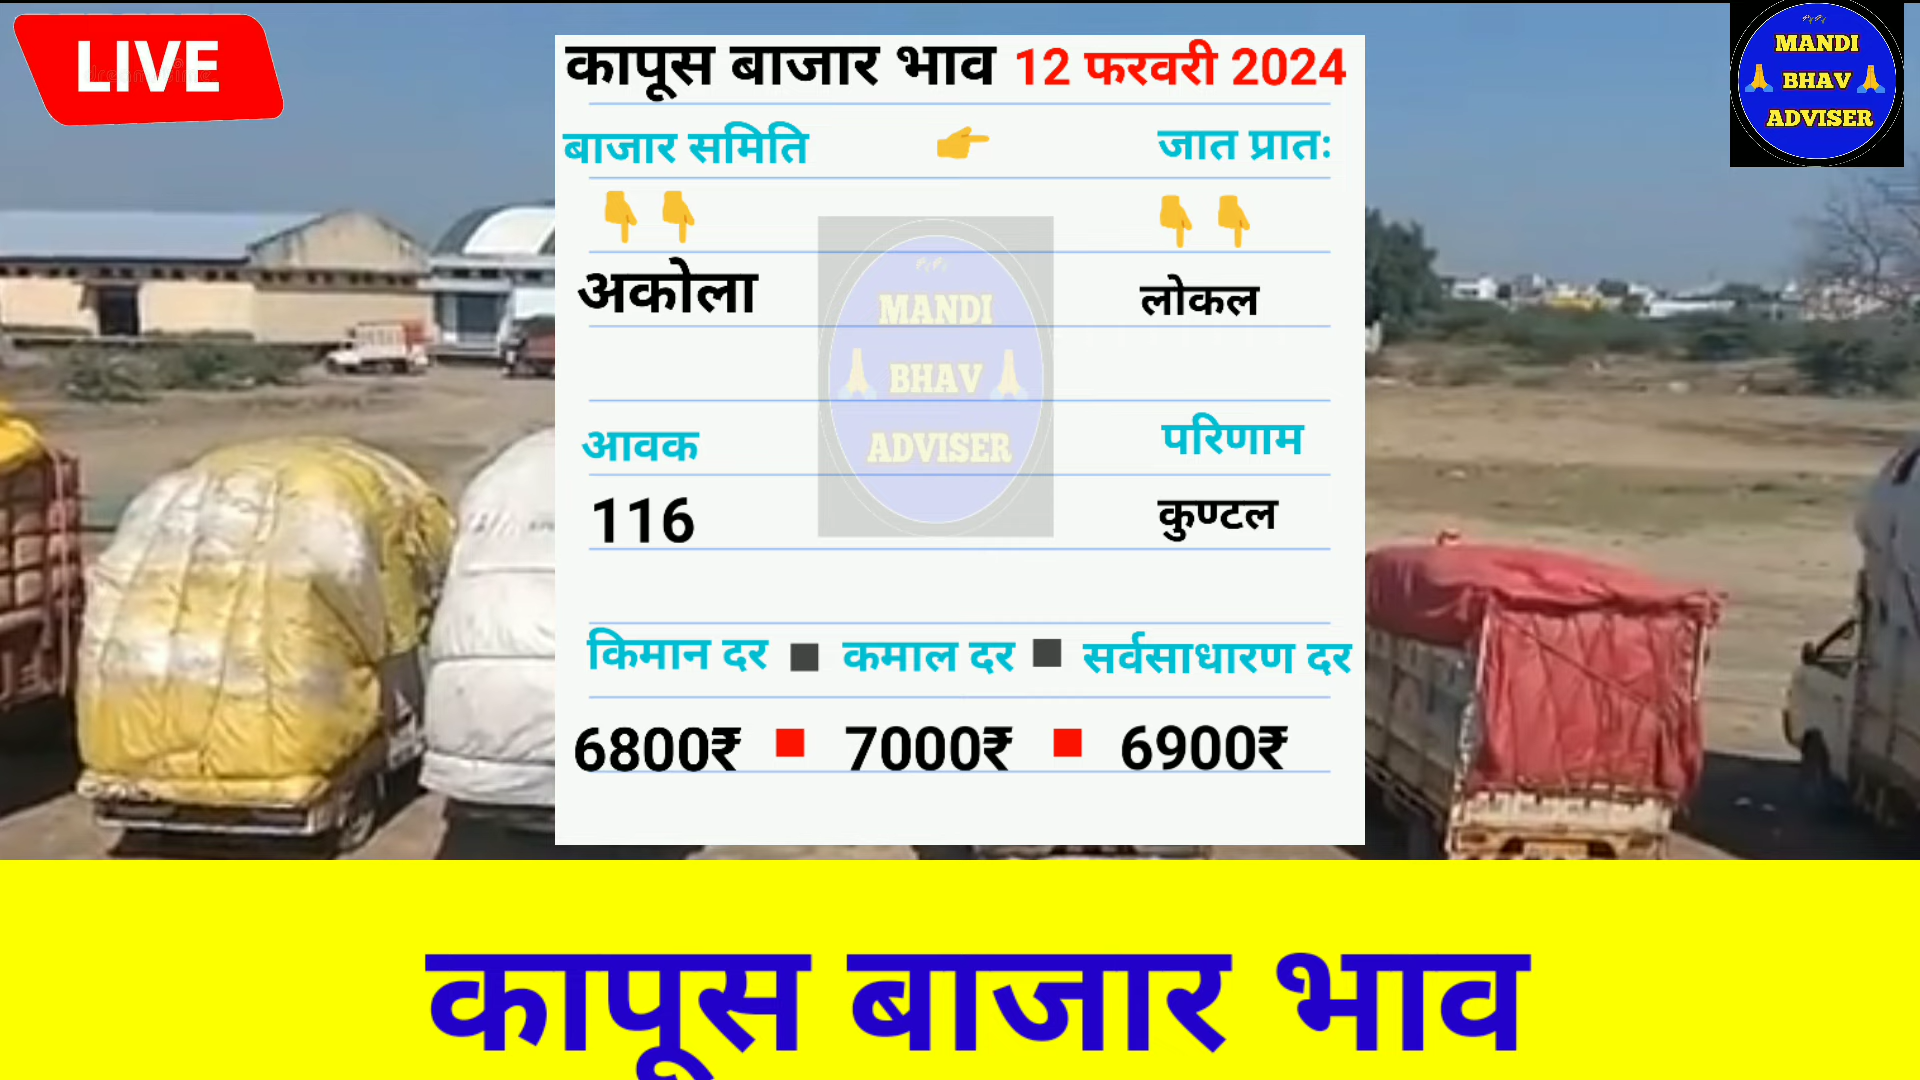 LIVE
कापूस बाजार भाव 12 फरवरी 2024
MANDI
BHAV
ADVISER
बाजार समिति 👉 जात प्रातः
👇 👇 👇 👇
अकोला लोकल
MANDI
BHAV
ADVISER
आवक परिणाम
116 कुण्टल
किमान दर ◼ कमाल दर ◼ सर्वसाधारण दर
6800₹ 7000₹ 6900₹
कापूस बाजार भाव